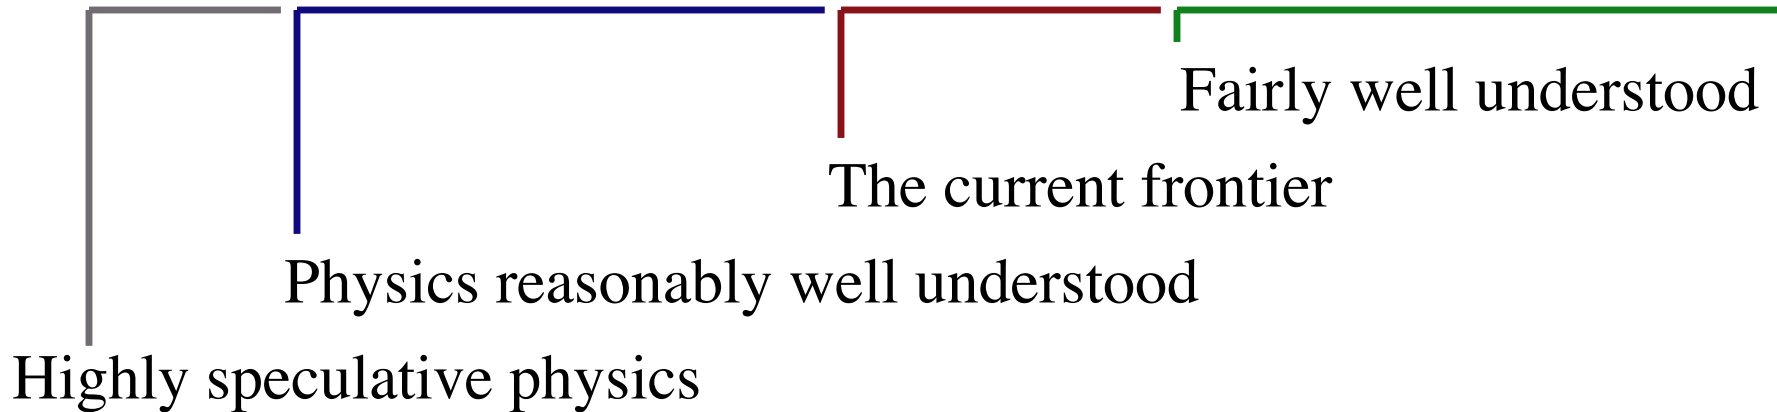 Fairly well understood
The current frontier
Physics reasonably well understood
Highly speculative physics